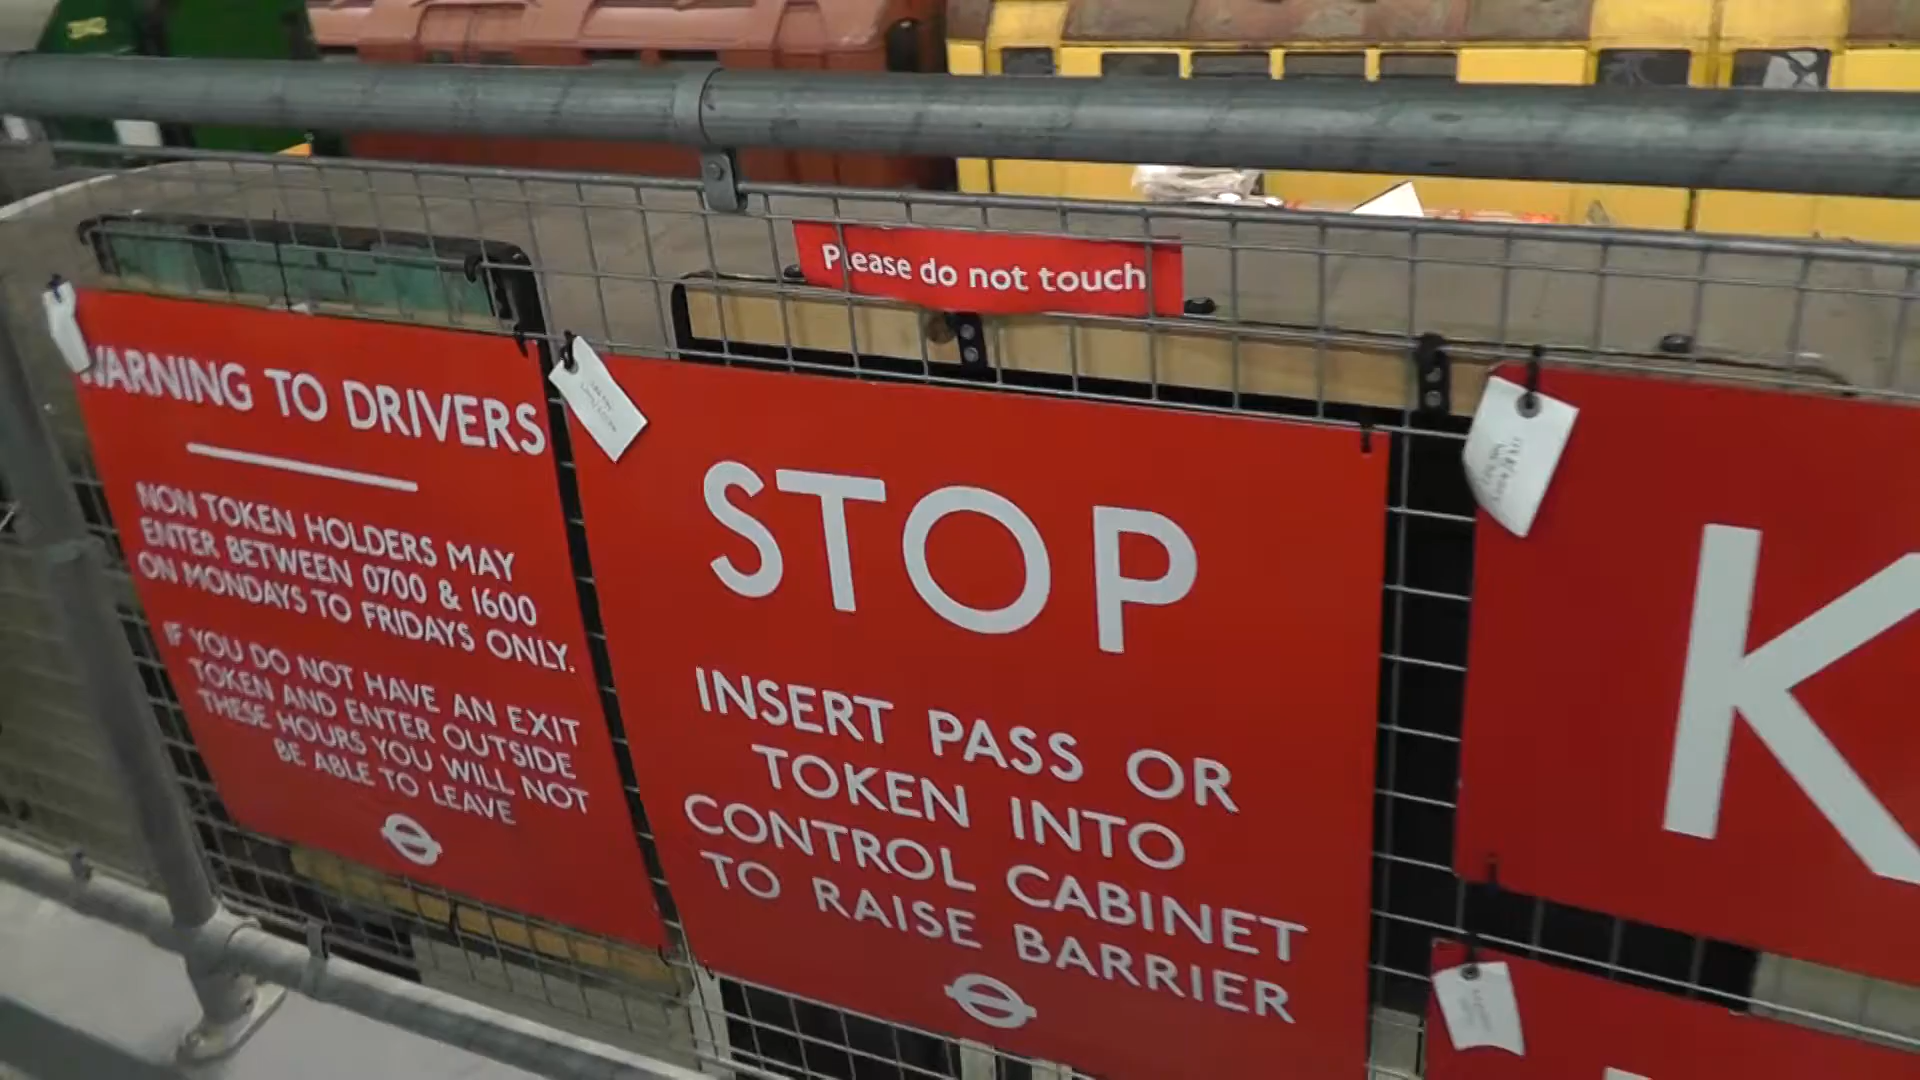 Please do not touch
WARNING TO DRIVERS
NON TOKEN HOLDERS MAY
ENTER BETWEEN 0700 & 1600
ON MONDAYS TO FRIDAYS ONLY.
IF YOU DO NOT HAVE AN EXIT
TOKEN AND ENTER OUTSIDE
THESE HOURS YOU WILL NOT
BE ABLE TO LEAVE
STOP
INSERT PASS OR
TOKEN INTO
CONTROL CABINET
TO RAISE BARRIER
K